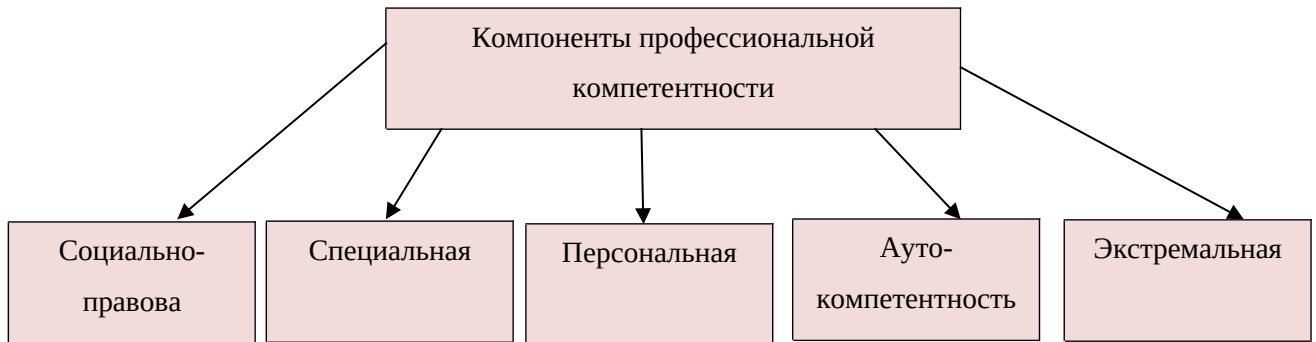 Компоненты профессиональной
компетентности
Социально-
правова
Специальная
Персональная
Ауто-
компетентность
Экстремальная